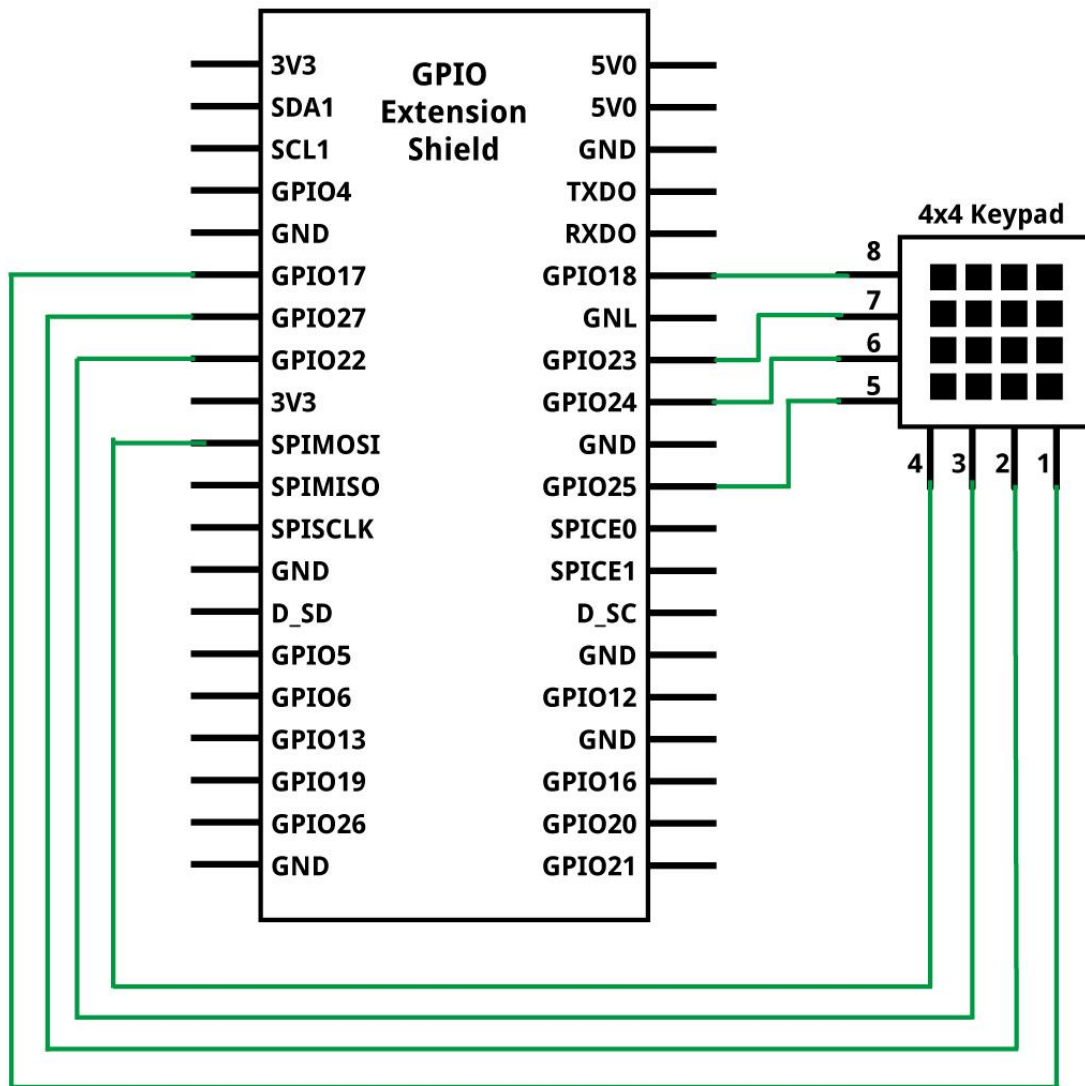 GPIO
Extension
Shield
3V3
SDA1
SCL1
GPIO4
GND
GPIO17
GPIO27
GPIO22
3V3
SPIMOSI
SPIMISO
SPISCLK
GND
D_SD
GPIO5
GPIO6
GPIO13
GPIO19
GPIO26
GND
5V0
5V0
GND
TXDO
RXDO
GPIO18
GNL
GPIO23
GPIO24
GND
GPIO25
SPICE0
SPICE1
D_SC
GND
GPIO12
GND
GPIO16
GPIO20
GPIO21
4x4 Keypad
8
7
6
5
4 3 2 1